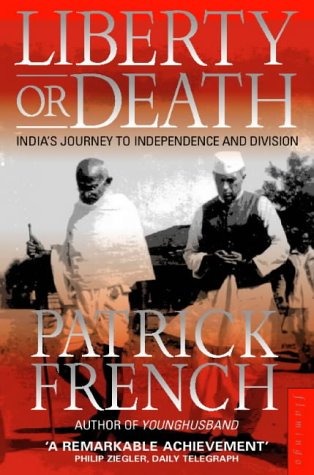 LIBERTY
OR DEATH
INDIA'S JOURNEY TO INDEPENDENCE AND DIVISION
PATRICK
FRENCH
AUTHOR OF YOUNGHUSBAND
'A REMARKABLE ACHIEVEMENT'
PHILIP ZIEGLER, DAILY TELEGRAPH
flamingo